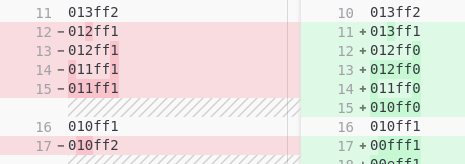 11 013ff2
12 -012ff1
13 -012ff1
14 -011ff1
15 -011ff1
16 010ff1
17 -010ff2
10 013ff2
11 +013ff1
12 +012ff0
13 +012ff0
14 +011ff0
15 +010ff0
16 010ff1
17 +00fff1